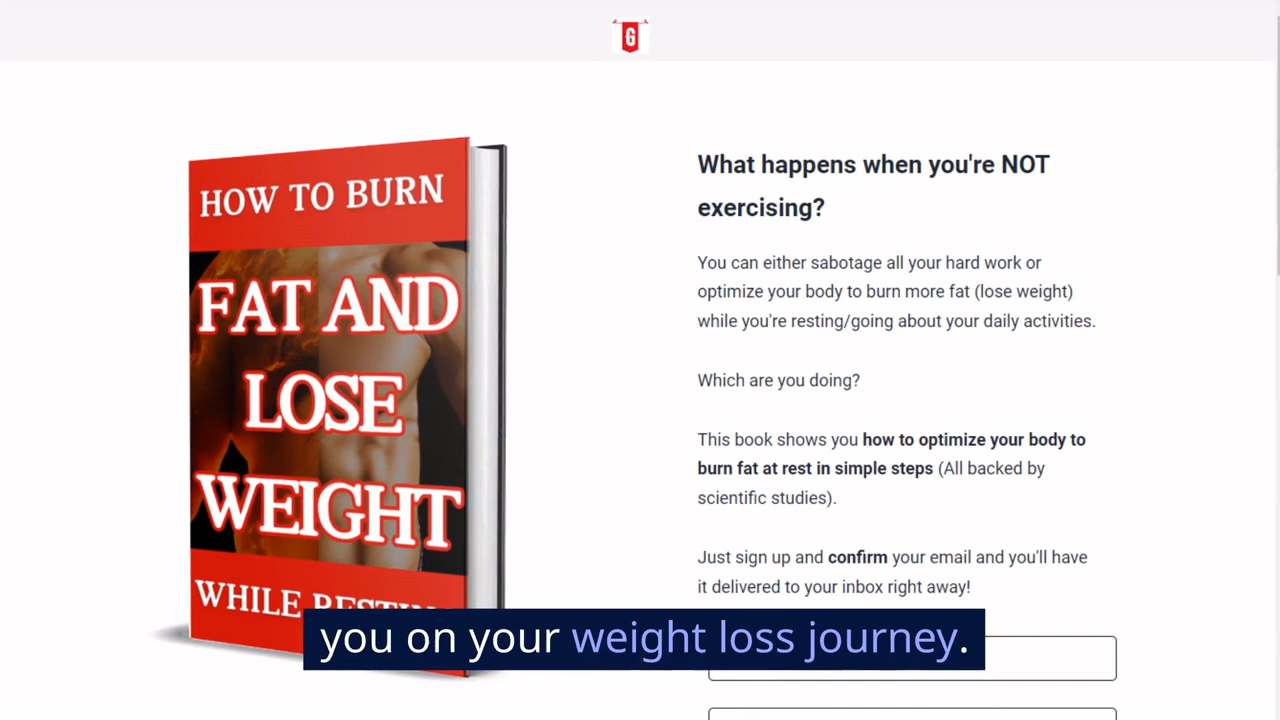 G
HOW TO BURN
FAT AND
LOSE
WEIGHT
WHILE
What happens when you're NOT
exercising?
You can either sabotage all your hard work or
optimize your body to burn more fat (lose weight)
while you're resting/going about your daily activities.
Which are you doing?
This book shows you how to optimize your body to
burn fat at rest in simple steps (All backed by
scientific studies).
Just sign up and confirm your email and you'll have
it delivered to your inbox right away!
you on your weight loss journey.